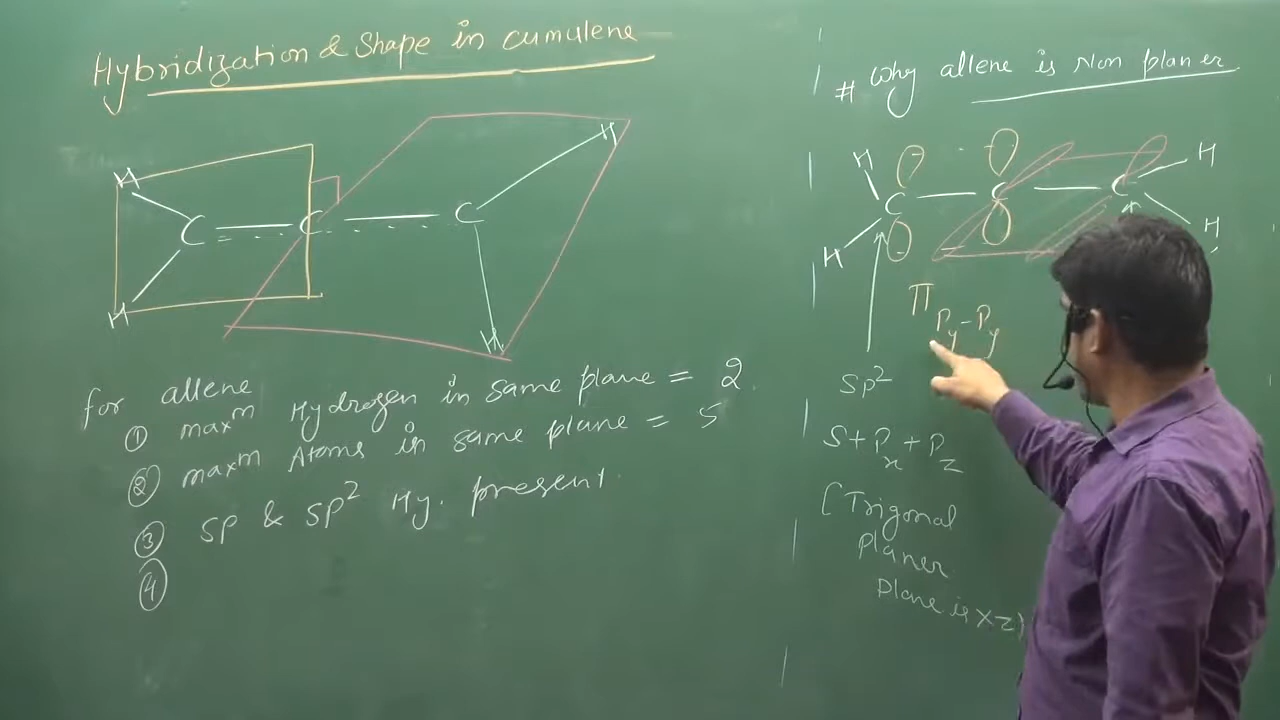 Hybridization & Shape in cumulene
H
H
C
C
C
H
H
for allene
① maxᵐ Hydrogen in same plane = 2.
② maxᵐ Atoms in same plane = 5
③ SP & SP² Hy. present.
④
# Why allene is Non planer
H
H
C
C
C
H
H
π Py-Py
SP²
S+Px+Pz
[Trigonal
planer
plane is xz)